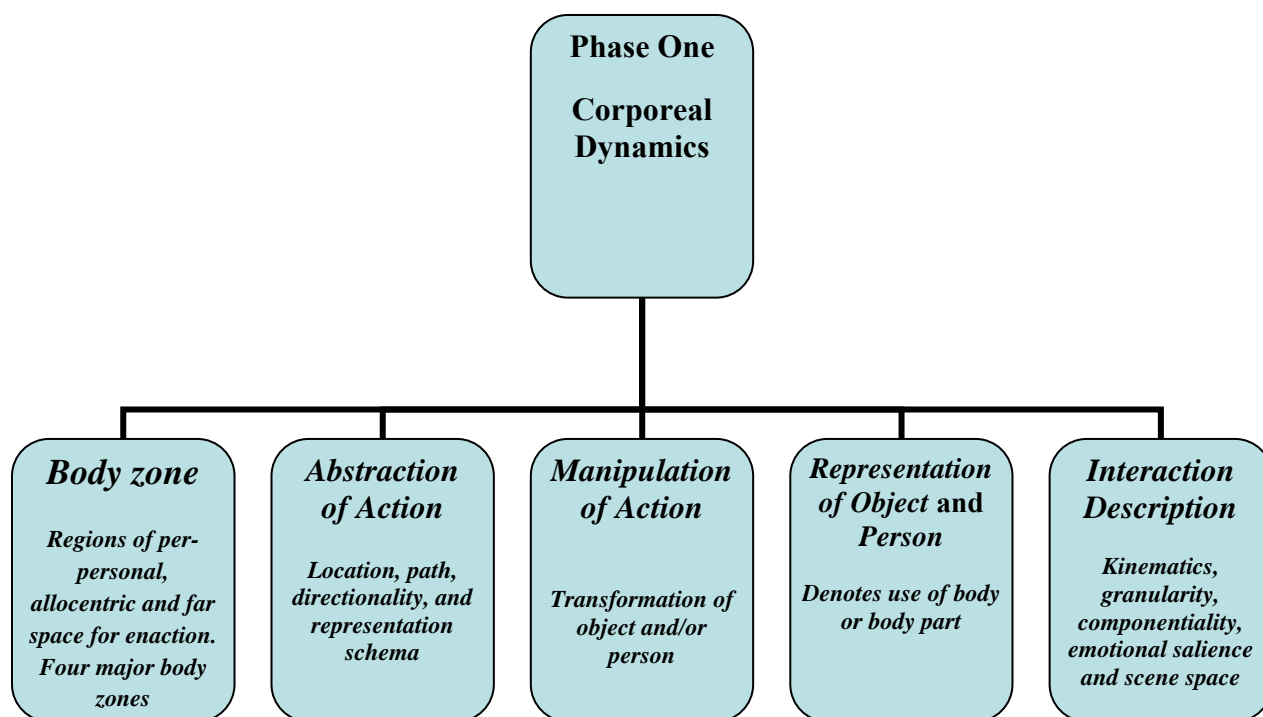 Phase One
Corporeal
Dynamics
Body zone
Regions of per-
personal,
allocentric and far
space for enaction.
Four major body
zones
Abstraction
of Action
Location, path,
directionality, and
representation
schema
Manipulation
of Action
Transformation of
object and/or
person
Representation
of Object and
Person
Denotes use of body
or body part
Interaction
Description
Kinematics,
granularity,
componentiality,
emotional salience
and scene space